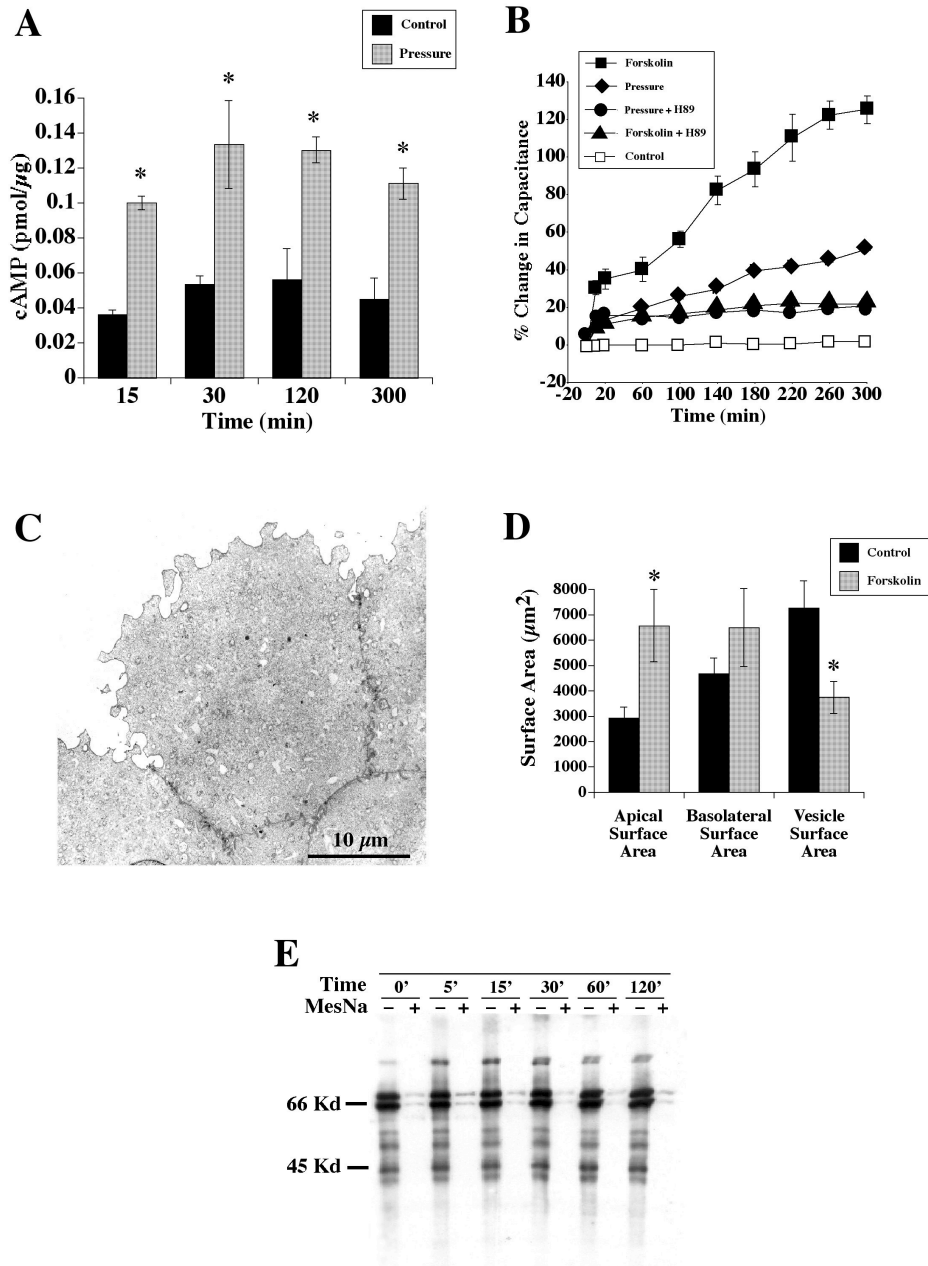 A
Control
Pressure
cAMP (pmol/µg)
0.16
0.14
0.12
0.1
0.08
0.06
0.04
0.02
0
*
*
*
*
15
30
120
300
Time (min)
B
Forskolin
Pressure
Pressure + H89
Forskolin + H89
Control
% Change in Capacitance
140
120
100
80
60
40
20
0
-20
-20 20 60 100 140 180 220 260 300
Time (min)
C
10 µm
D
Control
Forskolin
Surface Area (µm²)
8000
7000
6000
5000
4000
3000
2000
1000
0
*
*
Apical Surface Area
Basolateral Surface Area
Vesicle Surface Area
E
Time 0’ 5’ 15’ 30’ 60’ 120’
MesNa – + – + – + – + – + – +
66 Kd
45 Kd